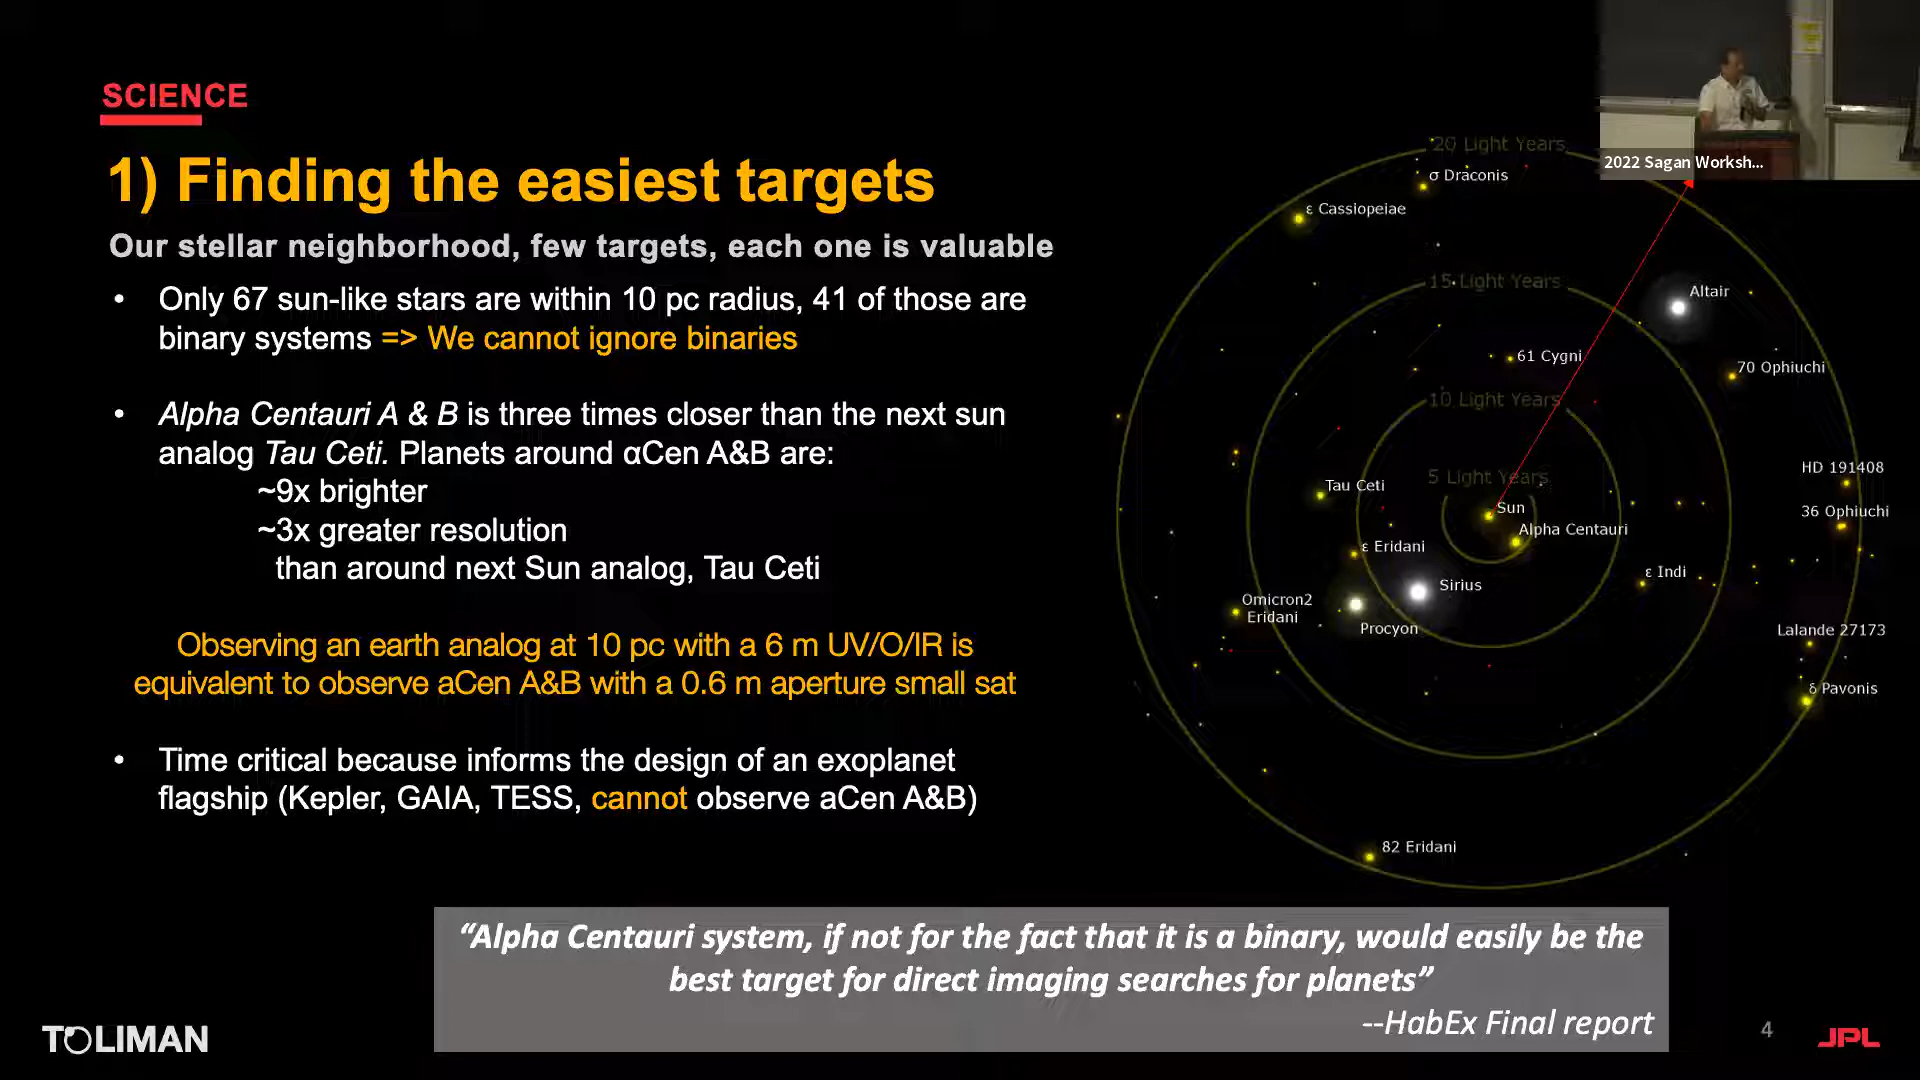 SCIENCE
1) Finding the easiest targets
Our stellar neighborhood, few targets, each one is valuable
• Only 67 sun-like stars are within 10 pc radius, 41 of those are
binary systems => We cannot ignore binaries
• Alpha Centauri A & B is three times closer than the next sun
analog Tau Ceti. Planets around αCen A&B are:
~9x brighter
~3x greater resolution
than around next Sun analog, Tau Ceti
Observing an earth analog at 10 pc with a 6 m UV/O/IR is
equivalent to observe aCen A&B with a 0.6 m aperture small sat
• Time critical because informs the design of an exoplanet
flagship (Kepler, GAIA, TESS, cannot observe aCen A&B)
2022 Sagan Worksh...
20 Light Years
σ Draconis
ε Cassiopeiae
15 Light Years
Altair
61 Cygni
70 Ophiuchi
10 Light Years
HD 191408
5 Light Years
Tau Ceti
Sun
36 Ophiuchi
Alpha Centauri
ε Eridani
ε Indi
Sirius
Omicron2
Eridani
Procyon
Lalande 27173
δ Pavonis
82 Eridani
“Alpha Centauri system, if not for the fact that it is a binary, would easily be the
best target for direct imaging searches for planets”
--HabEx Final report
TOLIMAN
4
JPL